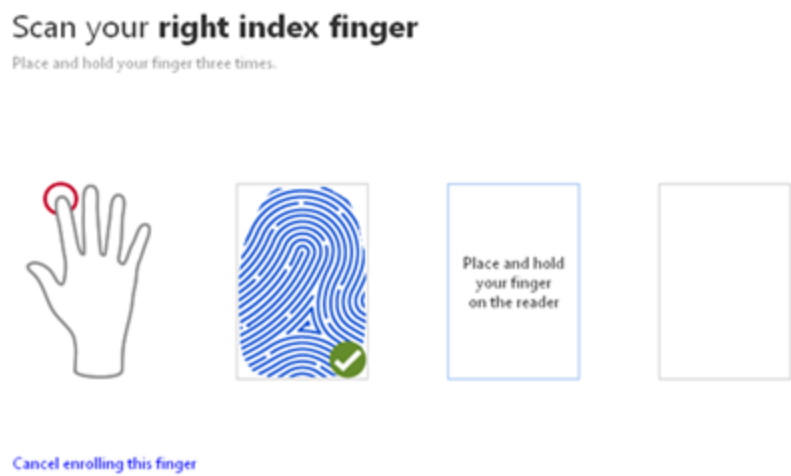 Scan your right index finger
Place and hold your finger three times.
Place and hold
your finger
on the reader
Cancel enrolling this finger